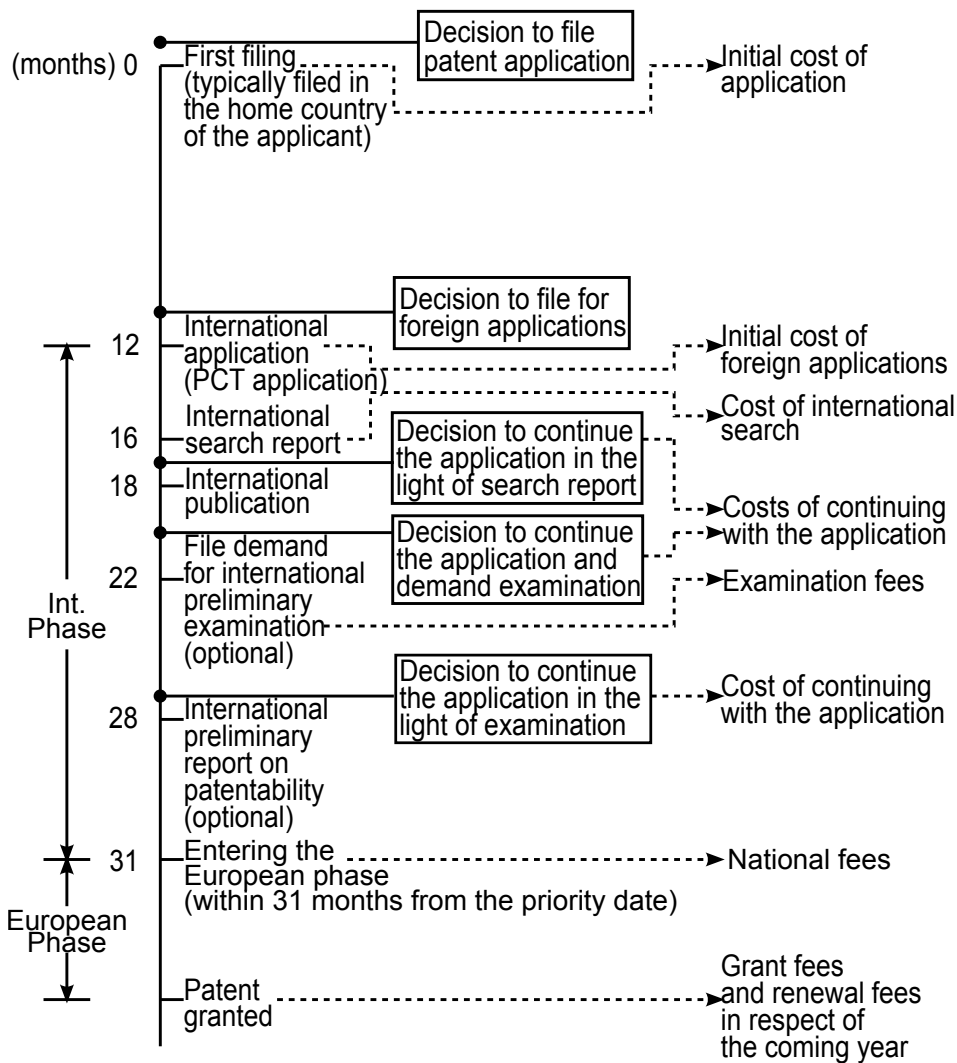 Decision to file
patent application
(months) 0
First filing
(typically filed in
the home country
of the applicant)
Initial cost of
application
Decision to file for
foreign applications
12
International
application
(PCT application)
Initial cost of
foreign applications
16
International
search report
Cost of international
search
Decision to continue
the application in the
light of search report
18
International
publication
Costs of continuing
with the application
Decision to continue
the application and
demand examination
22
File demand
for international
preliminary
examination
(optional)
Examination fees
Int.
Phase
Decision to continue
the application in the
light of examination
Cost of continuing
with the application
28
International
preliminary
report on
patentability
(optional)
31
Entering the
European phase
(within 31 months from the priority date)
National fees
European
Phase
Patent
granted
Grant fees
and renewal fees
in respect of
the coming year